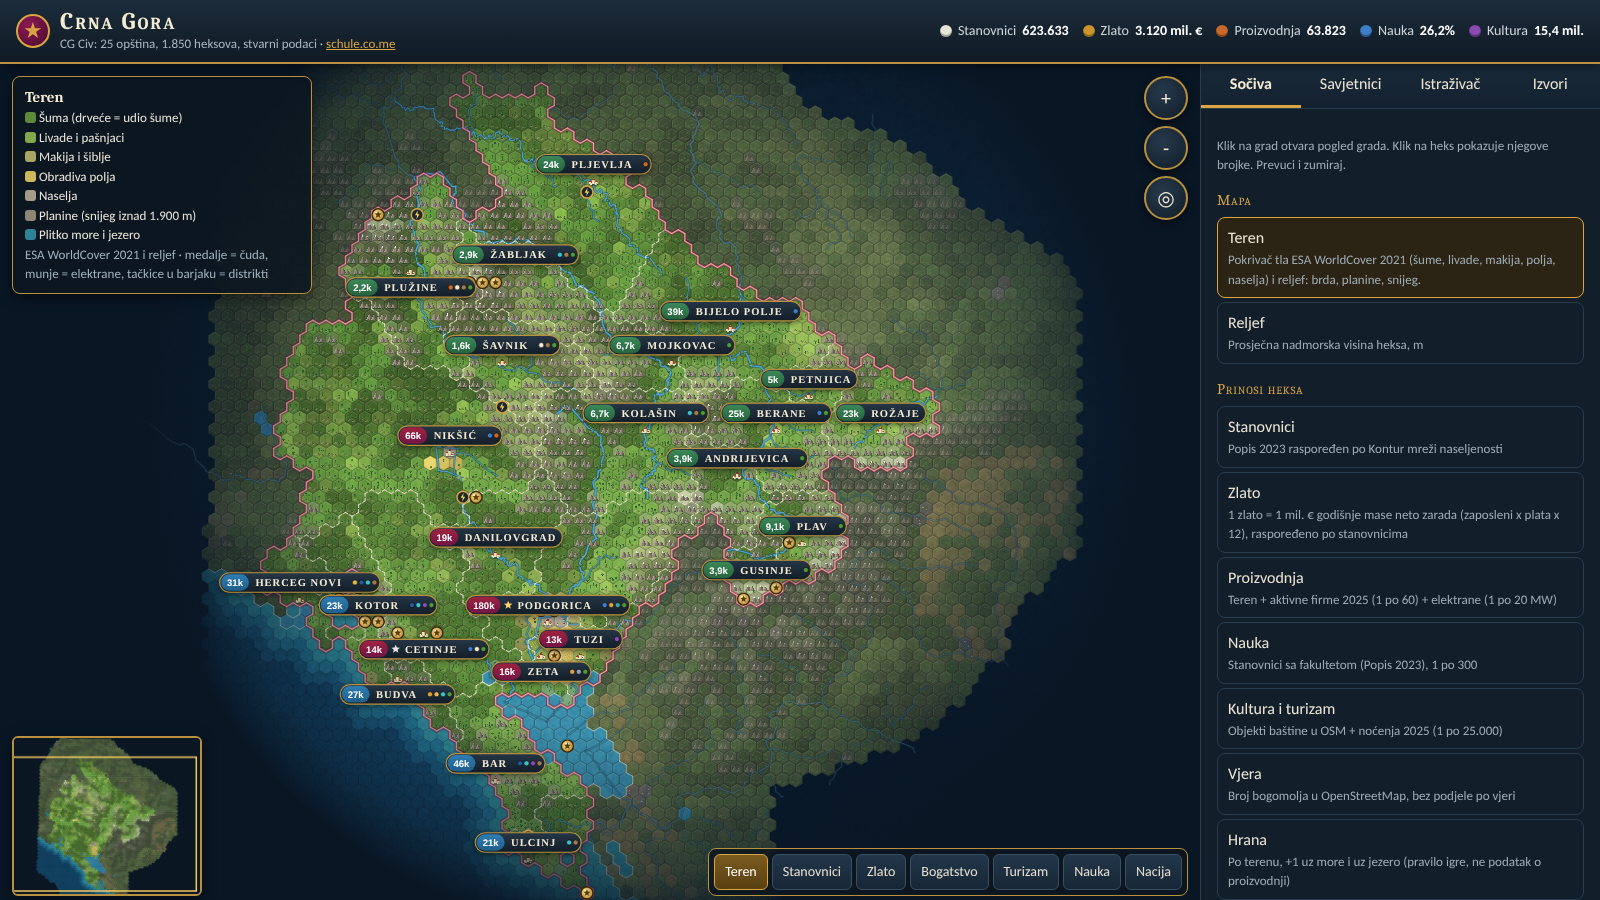 Crna Gora
CG Civ: 25 opština, 1.850 heksova, stvarni podaci · schule.co.me
Stanovnici 623.633
Zlato 3.120 mil. €
Proizvodnja 63.823
Nauka 26,2%
Kultura 15,4 mil.
Teren
Šuma (drveće = udio šume)
Livade i pašnjaci
Makija i šiblje
Obradiva polja
Naselja
Planine (snijeg iznad 1.900 m)
Plitko more i jezero
ESA WorldCover 2021 i reljef · medalje = čuda,
munje = elektrane, tačkice u barjaku = distrikti
+
-
◎
24k PLJEVLJA
2,9k ŽABLJAK
2,2k PLUŽINE
39k BIJELO POLJE
1,6k ŠAVNIK
6,7k MOJKOVAC
5k PETNJICA
6,7k KOLAŠIN
25k BERANE
23k ROŽAJE
66k NIKŠIĆ
3,9k ANDRIJEVICA
9,1k PLAV
19k DANILOVGRAD
3,9k GUSINJE
31k HERCEG NOVI
23k KOTOR
180k ★ PODGORICA
13k TUZI
14k ★ CETINJE
16k ZETA
27k BUDVA
46k BAR
21k ULCINJ
Teren
Stanovnici
Zlato
Bogatstvo
Turizam
Nauka
Nacija
Sočiva
Savjetnici
Istraživač
Izvori
Klik na grad otvara pogled grada. Klik na heks pokazuje njegove
brojke. Prevuci i zumiraj.
Mapa
Teren
Pokrivač tla ESA WorldCover 2021 (šume, livade, makija, polja,
naselja) i reljef: brda, planine, snijeg.
Reljef
Prosječna nadmorska visina heksa, m
Prinosi heksa
Stanovnici
Popis 2023 raspoređen po Kontur mreži naseljenosti
Zlato
1 zlato = 1 mil. € godišnje mase neto zarada (zaposleni x plata x
12), raspoređeno po stanovnicima
Proizvodnja
Teren + aktivne firme 2025 (1 po 60) + elektrane (1 po 20 MW)
Nauka
Stanovnici sa fakultetom (Popis 2023), 1 po 300
Kultura i turizam
Objekti baštine u OSM + noćenja 2025 (1 po 25.000)
Vjera
Broj bogomolja u OpenStreetMap, bez podjele po vjeri
Hrana
Po terenu, +1 uz more i uz jezero (pravilo igre, ne podatak o
proizvodnji)